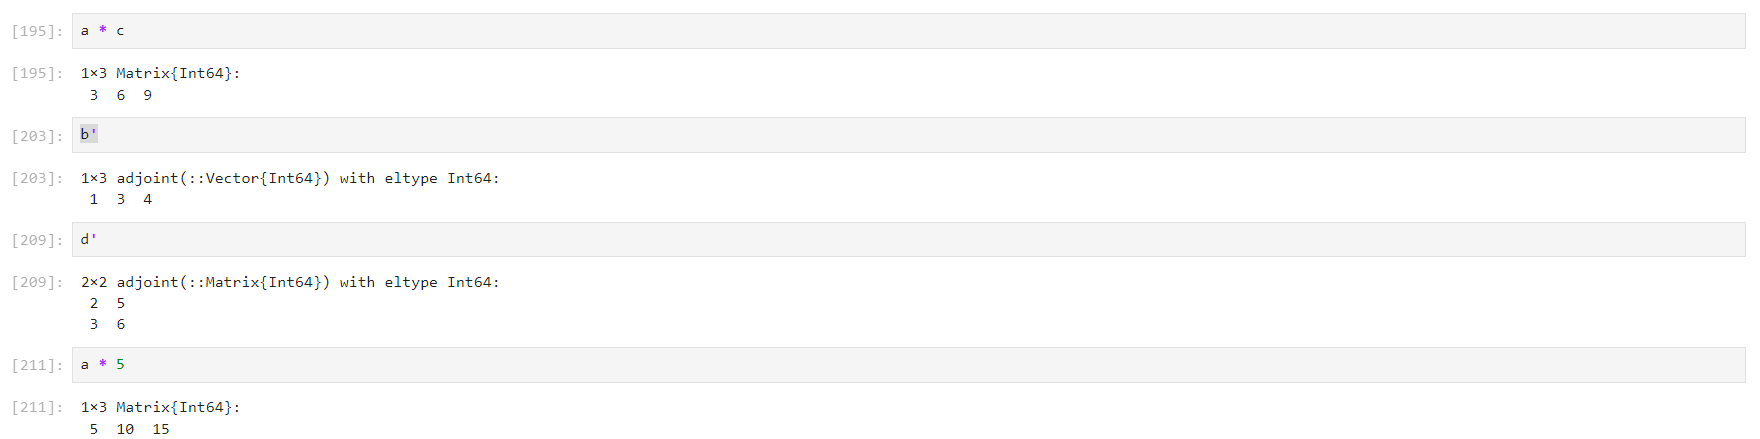 [195]: a * c
[195]: 1×3 Matrix{Int64}:
3 6 9
[203]: b'
[203]: 1×3 adjoint(::Vector{Int64}) with eltype Int64:
1 3 4
[209]: d'
[209]: 2×2 adjoint(::Matrix{Int64}) with eltype Int64:
2 5
3 6
[211]: a * 5
[211]: 1×3 Matrix{Int64}:
5 10 15